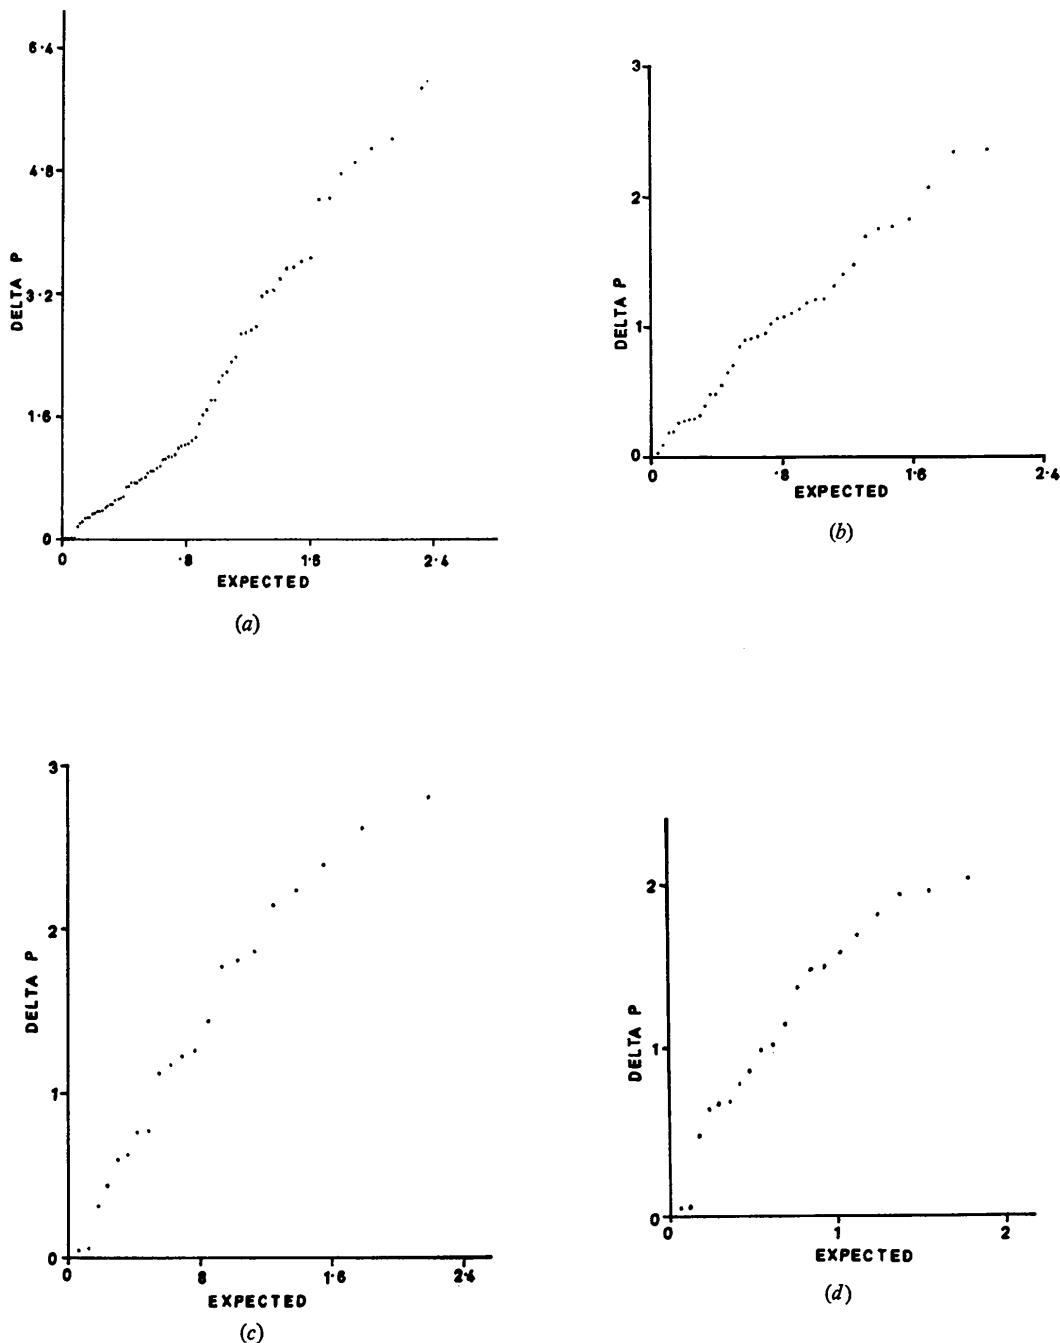 6·4
4·8
3·2
1·6
0
DELTA P
0
·8
1·6
2·4
EXPECTED
(a)
3
2
1
0
DELTA P
0
·8
1·6
2·4
EXPECTED
(b)
3
2
1
0
DELTA P
0
8
1·6
2·4
EXPECTED
(c)
2
1
0
DELTA P
0
1
2
EXPECTED
(d)